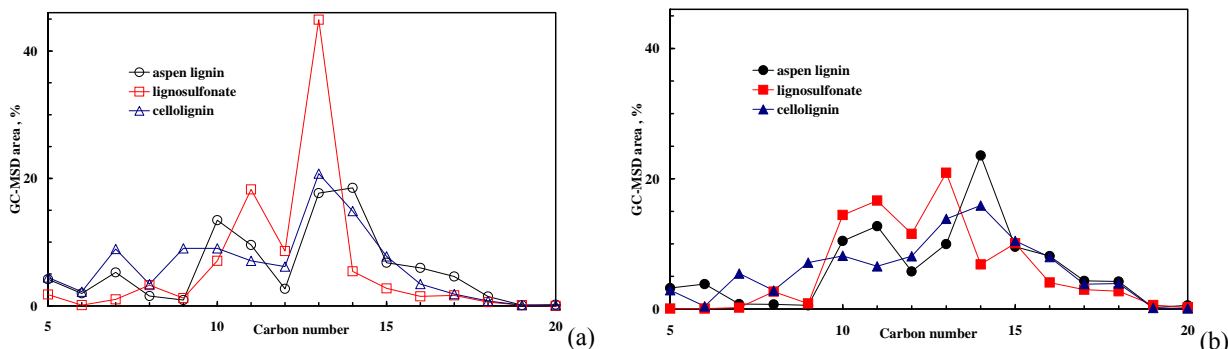 40
20
0
GC-MSD area, %
aspen lignin
lignosulfonate
cellolignin
5
10
15
20
Carbon number
(a)
40
20
0
GC-MSD area , %
aspen lignin
lignosulfonate
cellolignin
5
10
15
20
Carbon number
(b)